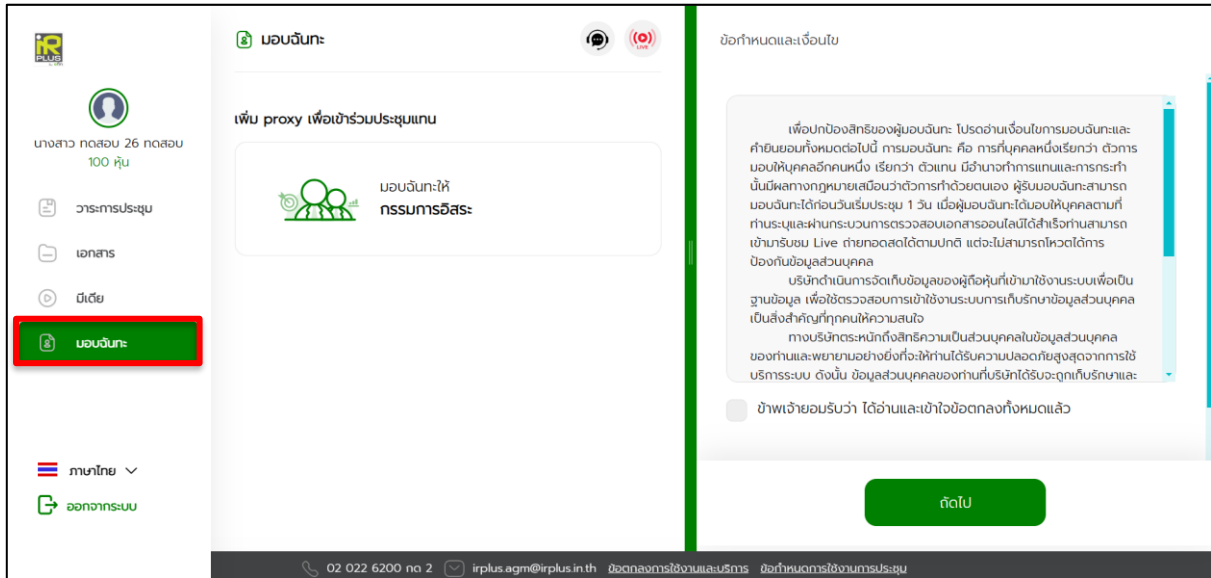 iR
PLUS
นางสาว ทดสอบ 26 ทดสอบ
100 หุ้น
วาระการประชุม
เอกสาร
มีเดีย
มอบฉันทะ
ภาษาไทย
ออกจากระบบ
มอบฉันทะ
LIVE
เพิ่ม proxy เพื่อเข้าร่วมประชุมแทน
มอบฉันทะให้
กรรมการอิสระ
ข้อกำหนดและเงื่อนไข
เพื่อปกป้องสิทธิของผู้มอบฉันทะ โปรดอ่านเงื่อนไขการมอบฉันทะและ
คำยินยอมทั้งหมดต่อไปนี้ การมอบฉันทะ คือ การที่บุคคลหนึ่งเรียกว่า ตัวการ
มอบให้บุคคลอีกคนหนึ่ง เรียกว่า ตัวแทน มีอำนาจทำการแทนและการกระทำ
นั้นมีผลทางกฎหมายเสมือนว่าตัวการทำด้วยตนเอง ผู้รับมอบฉันทะสามารถ
มอบฉันทะได้ก่อนวันเริ่มประชุม 1 วัน เมื่อผู้มอบฉันทะได้มอบให้บุคคลตามที่
ท่านระบุและผ่านกระบวนการตรวจสอบเอกสารออนไลน์ได้สำเร็จท่านสามารถ
เข้ามารับชม Live ถ่ายทอดสดได้ตามปกติ แต่จะไม่สามารถโหวตได้การ
ป้องกันข้อมูลส่วนบุคคล
บริษัทดำเนินการจัดเก็บข้อมูลของผู้ถือหุ้นที่เข้ามาใช้งานระบบเพื่อเป็น
ฐานข้อมูล เพื่อใช้ตรวจสอบการเข้าใช้งานระบบการเก็บรักษาข้อมูลส่วนบุคคล
เป็นสิ่งสำคัญที่ทุกคนให้ความสนใจ
ทางบริษัทตระหนักถึงสิทธิความเป็นส่วนบุคคลในข้อมูลส่วนบุคคล
ของท่านและพยายามอย่างยิ่งที่จะให้ท่านได้รับความปลอดภัยสูงสุดจากการใช้
บริการระบบ ดังนั้น ข้อมูลส่วนบุคคลของท่านที่บริษัทได้รับจะถูกเก็บรักษาและ
ข้าพเจ้ายอมรับว่า ได้อ่านและเข้าใจข้อตกลงทั้งหมดแล้ว
ถัดไป
02 022 6200 กด 2 irplus.agm@irplus.in.th ข้อตกลงการใช้งานและบริการ ข้อกำหนดการใช้งานการประชุม